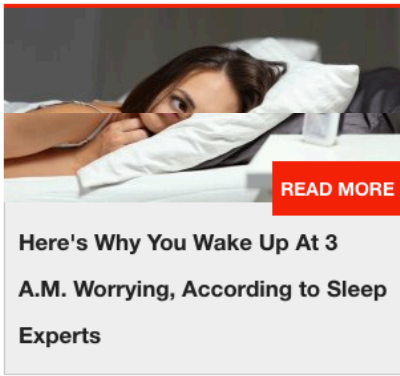 READ MORE
Here's Why You Wake Up At 3
A.M. Worrying, According to Sleep
Experts